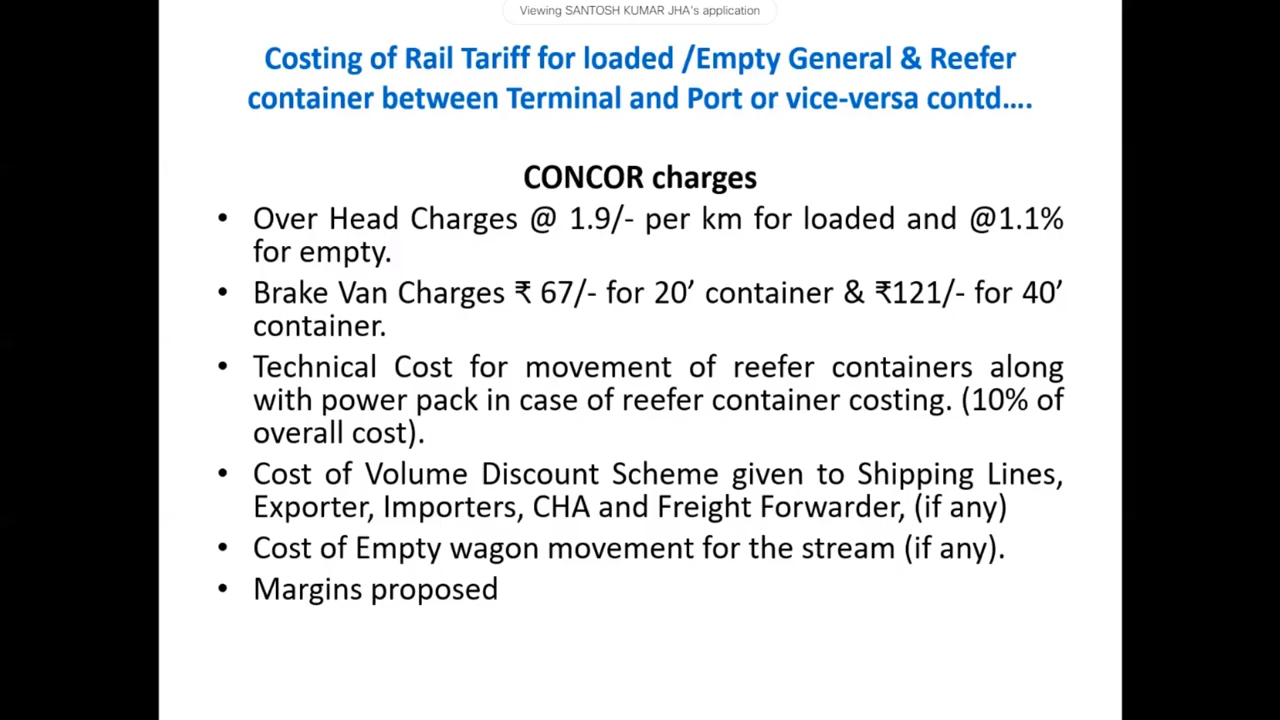 Viewing SANTOSH KUMAR JHA's application
Costing of Rail Tariff for loaded /Empty General & Reefer
container between Terminal and Port or vice-versa contd....
CONCOR charges
• Over Head Charges @ 1.9/- per km for loaded and @1.1%
for empty.
• Brake Van Charges ₹ 67/- for 20’ container & ₹121/- for 40’
container.
• Technical Cost for movement of reefer containers along
with power pack in case of reefer container costing. (10% of
overall cost).
• Cost of Volume Discount Scheme given to Shipping Lines,
Exporter, Importers, CHA and Freight Forwarder, (if any)
• Cost of Empty wagon movement for the stream (if any).
• Margins proposed